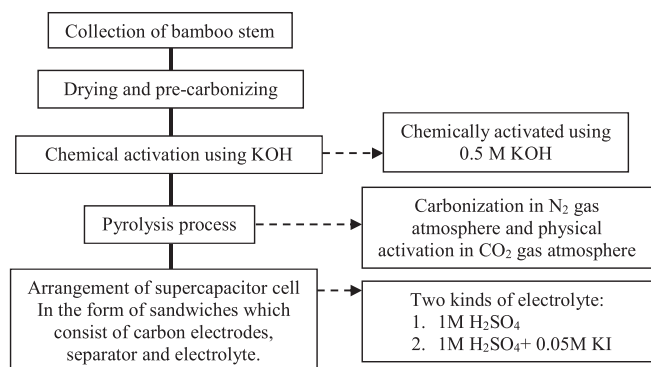 Collection of bamboo stem
Drying and pre-carbonizing
Chemical activation using KOH
Chemically activated using
0.5 M KOH
Pyrolysis process
Carbonization in N₂ gas
atmosphere and physical
activation in CO₂ gas atmosphere
Arrangement of supercapacitor cell
In the form of sandwiches which
consist of carbon electrodes,
separator and electrolyte.
Two kinds of electrolyte:
1. 1M H₂SO₄
2. 1M H₂SO₄+ 0.05M KI